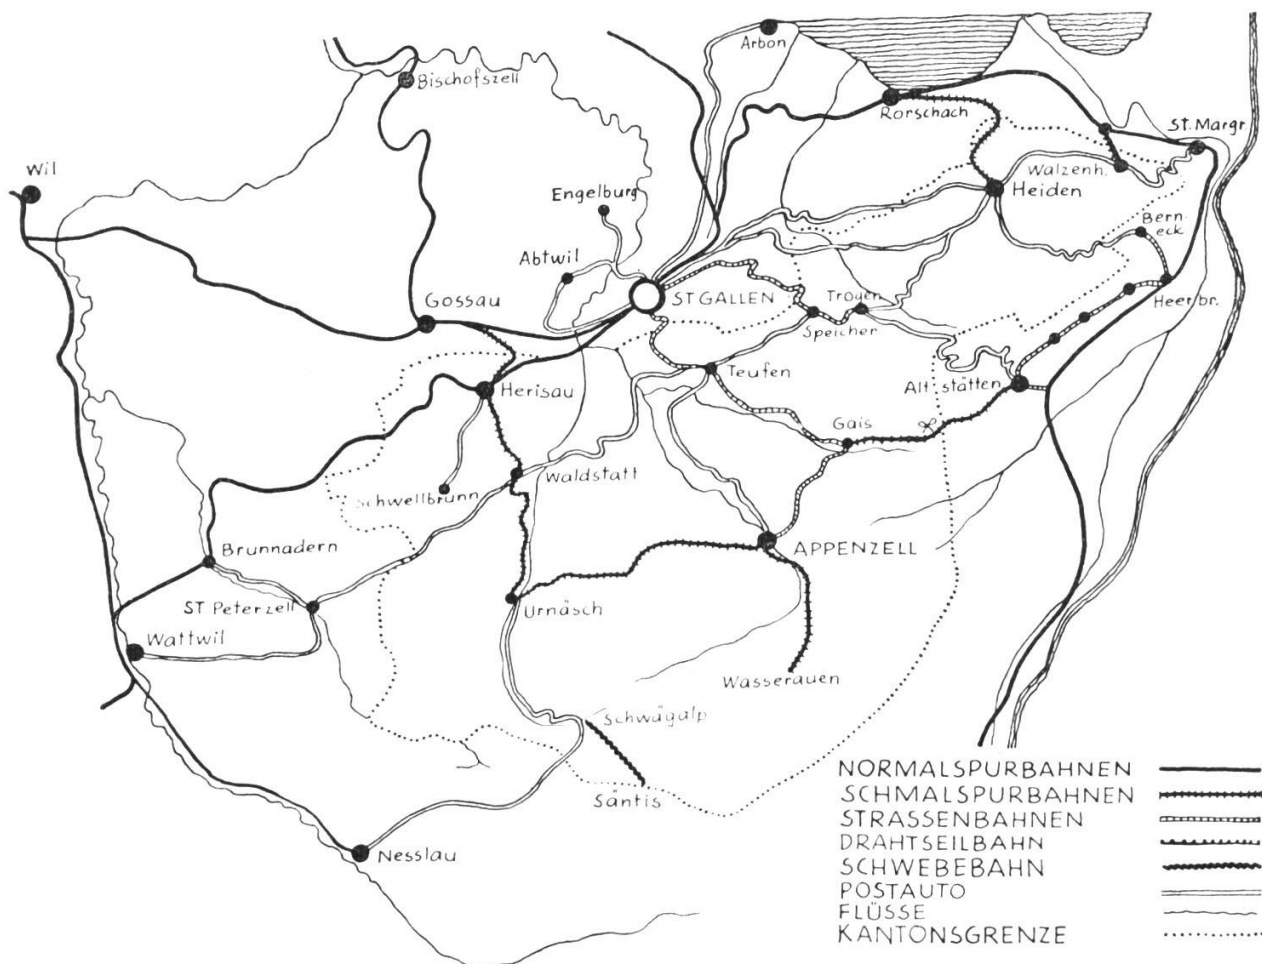 Arbon
Bischofszell
Rorschach
St. Margr.
Wil
Walzenh.
Heiden
Engelburg
Bern-
eck
Abtwil
Gossau
ST GALLEN
Trogen
Heerbr.
Speicher
Teufen
Herisau
Altstätten
Gais
Waldstatt
Schwellbrunn
Brunnadern
APPENZELL
ST. Peterzell
Urnäsch
Wattwil
Wasserauen
Schwägalp
Säntis
Nesslau
NORMALSPURBAHNEN
SCHMALSPURBAHNEN
STRASSENBAHNEN
DRAHTSEILBAHN
SCHWEBEBAHN
POSTAUTO
FLÜSSE
KANTONSGRENZE